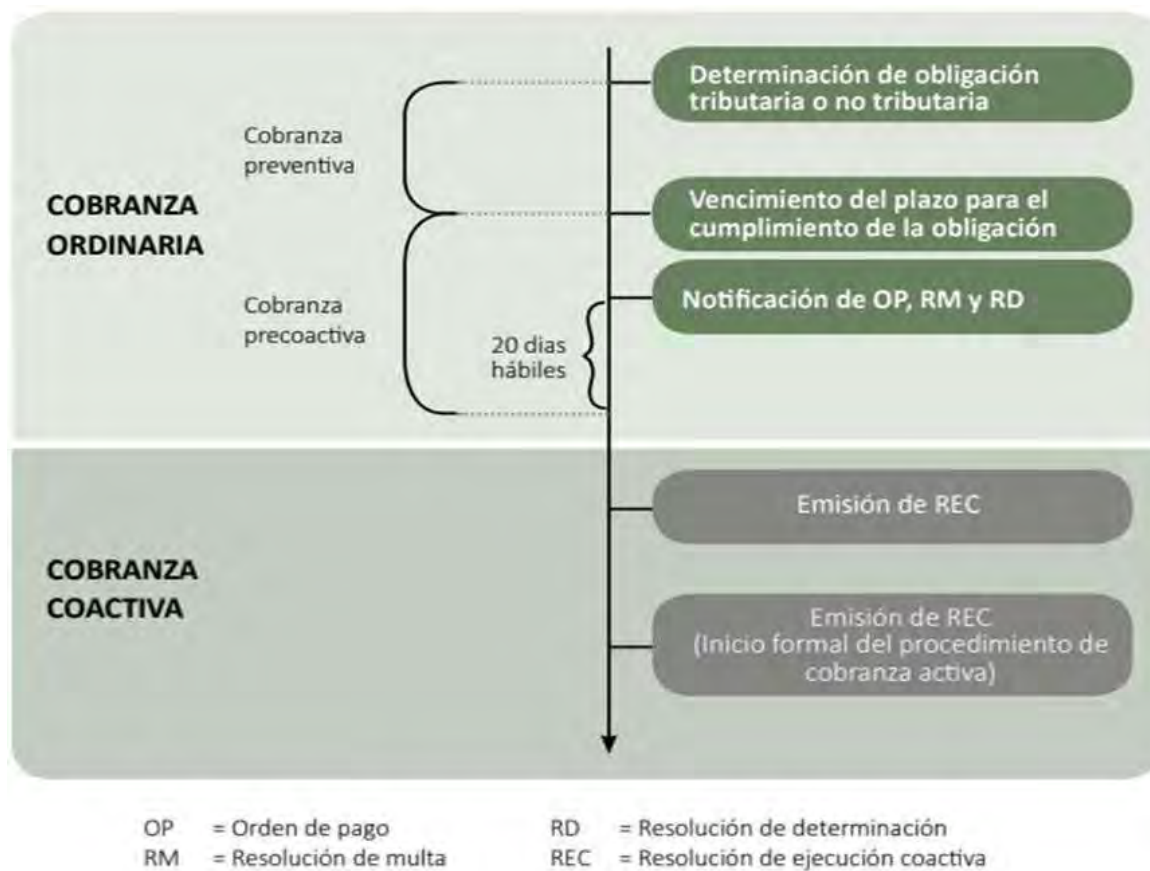 Determinación de obligación
tributaria o no tributaria
Cobranza
preventiva
COBRANZA
ORDINARIA
Vencimiento del plazo para el
cumplimiento de la obligación
Notificación de OP, RM y RD
Cobranza
precoactiva
20 dias
hábiles
Emisión de REC
COBRANZA
COACTIVA
Emisión de REC
(Inicio formal del procedimiento de
cobranza activa)
OP = Orden de pago
RM = Resolución de multa
RD = Resolución de determinación
REC = Resolución de ejecución coactiva